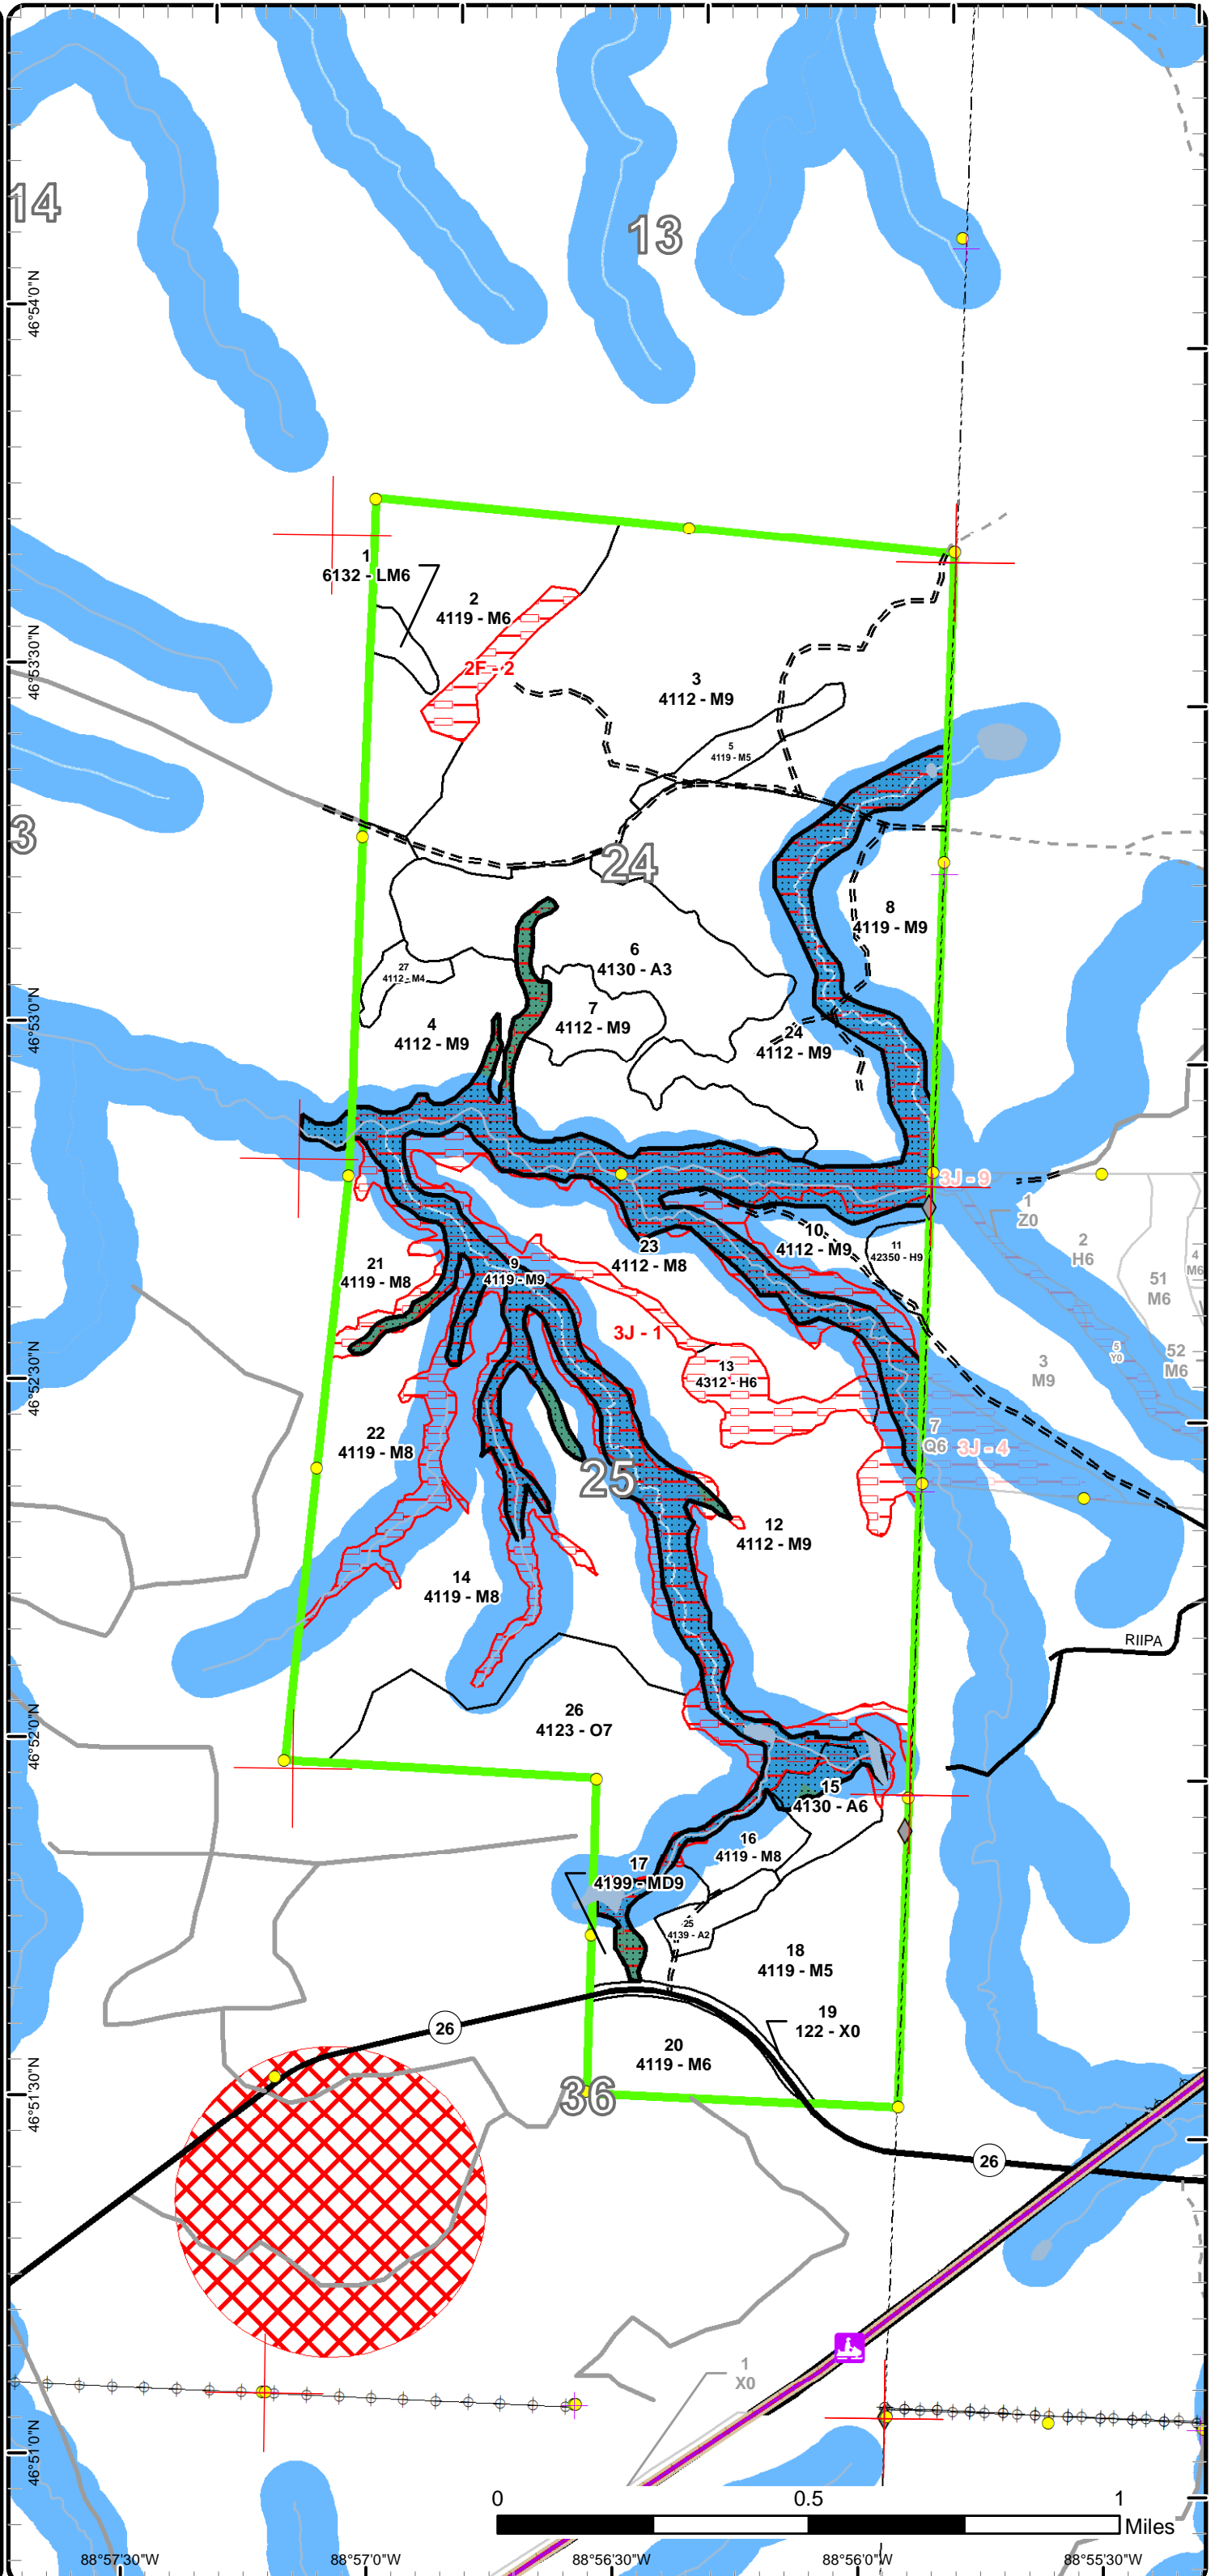 14
13
46°54'0"N
1
6132 - LM6
2
4119 - M6
46°53'30"N
2F - 2
3
4112 - M9
5
4119 - M5
3
24
8
4119 - M9
6
4130 - A3
27
4112 - M4
7
4112 - M9
4
4112 - M9
24
4112 - M9
46°53'0"N
3J - 9
1
Z0
2
H6
4
M6
10
4112 - M9
11
42350 - H9
23
4112 - M8
9
4119 - M9
21
4119 - M8
51
M6
3J - 1
5
Y0
52
M6
3
M9
13
4312 - H6
46°52'30"N
22
4119 - M8
7
Q6
3J - 4
25
12
4112 - M9
14
4119 - M8
RIIPA
26
4123 - O7
46°52'0"N
15
4130 - A6
16
4119 - M8
17
4199 - MD9
25
4139 - A2
18
4119 - M5
19
122 - X0
26
20
4119 - M6
46°51'30"N
36
26
1
X0
46°51'0"N
0 0.5 1
Miles
88°57'30"W 88°57'0"W 88°56'30"W 88°56'0"W 88°55'30"W